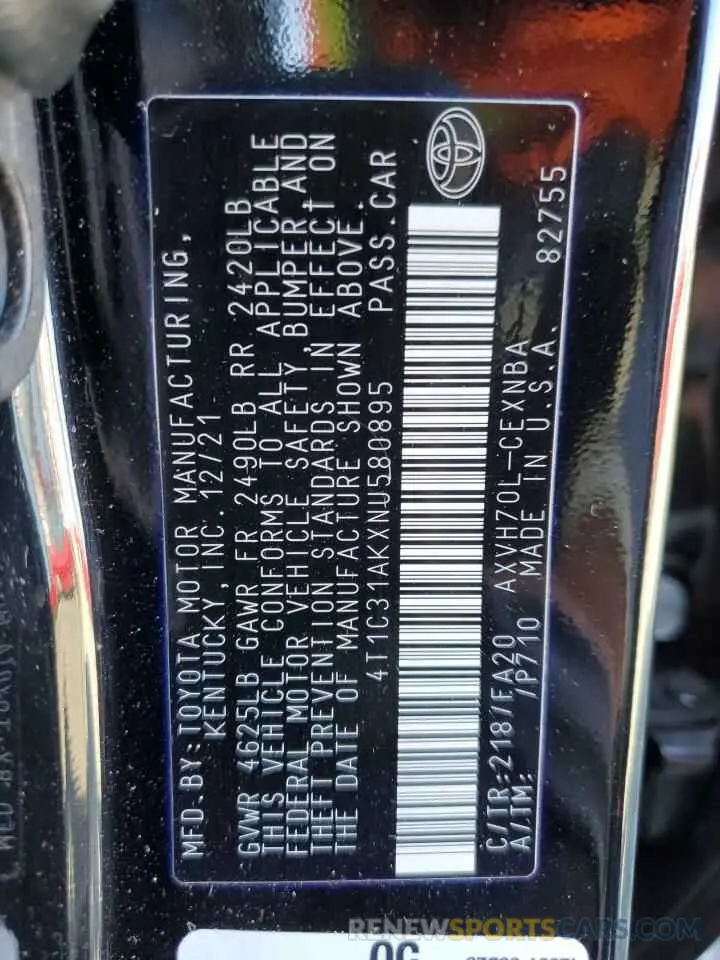 MFD.BY:TOYOTA MOTOR MANUFACTURING,
KENTUCKY,INC.12/21
GVWR 4625LB GAWR FR 2490LB RR 2420LB
THIS VEHICLE CONFORMS TO ALL APPLICABLE
FEDERAL MOTOR VEHICLE SAFETY, BUMPER,AND
THEFT PREVENTION STANDARDS IN EFFECT ON
THE DATE OF MANUFACTURE SHOWN ABOVE.
4T1C31AKXNU580895 PASS.CAR
C/TR:218/FA20 AXVH70L-CEXNBA 82755
A/TM: /P710 MADE IN U.S.A.
RENEWSPORTSCARS.COM